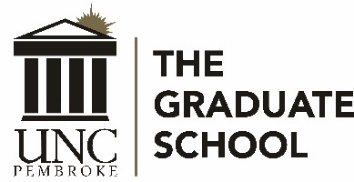 UNC
PEMBROKE
THE
GRADUATE
SCHOOL